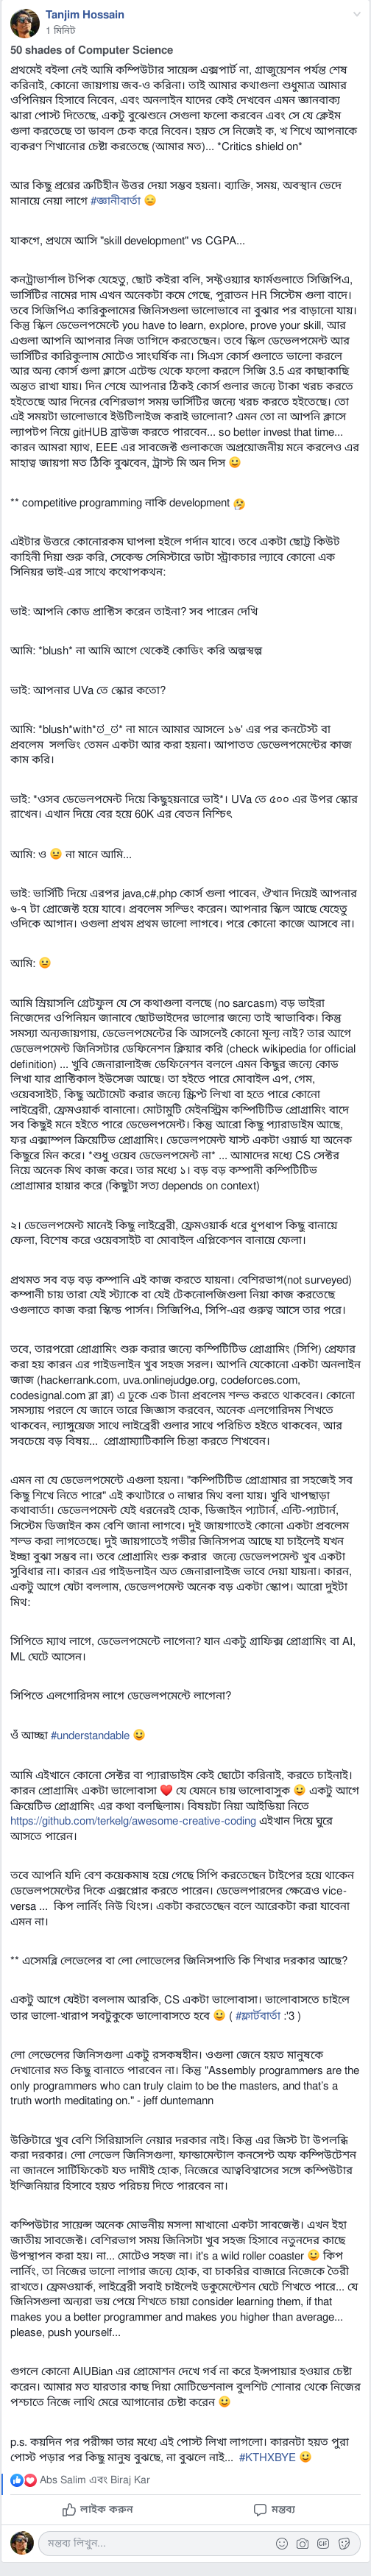 Tanjim Hossain
1 মিনিট
50 shades of Computer Science
প্রথমেই বইলা নেই আমি কম্পিউটার সায়েন্স এক্সপার্ট না, গ্রাজুয়েশন পর্যন্ত শেষ
করিনাই, কোনো জায়গায় জব-ও করিনা। তাই আমার কথাগুলা শুধুমাত্র আমার
ওপিনিয়ন হিসাবে নিবেন, এবং অনলাইন যাদের কেই দেখবেন এমন জ্ঞানবাক্য
ঝারা পোস্ট দিতেছে, একটু বুঝেশুনে সেগুলা ফলো করবেন এবং সে যে ক্লেইম
গুলা করতেছে তা ডাবল চেক করে নিবেন। হয়ত সে নিজেই ক, খ শিখে আপনাকে
ব্যকরণ শিখানোর চেষ্টা করতেছে (আমার মত)... *Critics shield on*
আর কিছু প্রশ্নের ত্রুটিহীন উত্তর দেয়া সম্ভব হয়না। ব্যাক্তি, সময়, অবস্থান ভেদে
মানায়ে নেয়া লাগে #জ্ঞানীবার্তা 😑
যাকগে, প্রথমে আসি "skill development" vs CGPA...
কনট্রাভার্শাল টপিক যেহেতু, ছোট কইরা বলি, সফ্টওয়্যার ফার্মগুলাতে সিজিপিএ,
ভার্সিটির নামের দাম এখন অনেকটা কমে গেছে, পুরাতন HR সিস্টেম গুলা বাদে।
তবে সিজিপিএ কারিকুলামের জিনিসগুলা ভালোভাবে না বুঝার পর বাড়ানো যায়।
কিন্তু স্কিল ডেভেলপমেন্টে you have to learn, explore, prove your skill, আর
এগুলা আপনি আপনার নিজ তাগিদে করতেছেন। তবে স্কিল ডেভেলপমেন্ট আর
ভার্সিটির কারিকুলাম মোটেও সাংঘর্ষিক না। সিএস কোর্স গুলাতে ভালো করলে
আর অন্য কোর্স গুলা ক্লাসে এটেন্ড থেকে ফলো করলে সিজি 3.5 এর কাছাকাছি
অন্তত রাখা যায়। দিন শেষে আপনার ঠিকই কোর্স গুলার জন্যে টাকা খরচ করতে
হইতেছে আর দিনের বেশিরভাগ সময় ভার্সিটির জন্যে খরচ করতে হইতেছে। তো
এই সময়টা ভালোভাবে ইউটিলাইজ করাই ভালোনা? এমন তো না আপনি ক্লাসে
ল্যাপটপ নিয়ে gitHUB ব্রাউজ করতে পারবেন... so better invest that time...
কারন আমরা ম্যাথ, EEE এর সাবজেক্ট গুলাকজে অপ্রয়োজনীয় মনে করলেও এর
মাহাত্ব জায়গা মত ঠিকি বুঝবেন, ট্রাস্ট মি অন দিস 😀
** competitive programming নাকি development 🤔
এইটার উত্তরে কোনোরকম ঘাপলা হইলে গর্দান যাবে। তবে একটা ছোট্ট কিউট
কাহিনী দিয়া শুরু করি, সেকেন্ড সেমিস্টারে ডাটা স্ট্রাকচার ল্যাবে কোনো এক
সিনিয়র ভাই-এর সাথে কথোপকথন:
ভাই: আপনি কোড প্রাক্টিস করেন তাইনা? সব পারেন দেখি
আমি: *blush* না আমি আগে থেকেই কোডিং করি অল্পস্বল্প
ভাই: আপনার UVa তে স্কোর কতো?
আমি: *blush*with*ಠ_ಠ* না মানে আমার আসলে ১৬' এর পর কনটেস্ট বা
প্রবলেম সলভিং তেমন একটা আর করা হয়না। আপাতত ডেভেলপমেন্টের কাজ
কাম করি।
ভাই: *ওসব ডেভেলপমেন্ট দিয়ে কিছুহয়নারে ভাই*। UVa তে ৫০০ এর উপর স্কোর
রাখেন। এখান দিয়ে বের হয়ে 60K এর বেতন নিশ্চিৎ
আমি: ও 😐 না মানে আমি...
ভাই: ভার্সিটি দিয়ে এরপর java,c#,php কোর্স গুলা পাবেন, ঔখান দিয়েই আপনার
৬-৭ টা প্রোজেক্ট হয়ে যাবে। প্রবলেম সল্ভিং করেন। আপনার স্কিল আছে যেহেতু
ওদিকে আগান। ওগুলা প্রথম প্রথম ভালো লাগবে। পরে কোনো কাজে আসবে না।
আমি: 😦
আমি স্রিয়াসলি গ্রেটফুল যে সে কথাগুলা বলছে (no sarcasm) বড় ভাইরা
নিজেদের ওপিনিয়ন জানাবে ছোটভাইদের ভালোর জন্যে তাই স্বাভাবিক। কিন্তু
সমস্যা অন্যজায়গায়, ডেভেলপমেন্টের কি আসলেই কোনো মূল্য নাই? তার আগে
ডেভেলপমেন্ট জিনিসটার ডেফিনেশন ক্লিয়ার করি (check wikipedia for official
definition) ... খুবি জেনারালাইজ ডেফিনেশন বললে এমন কিছুর জন্যে কোড
লিখা যার প্রাক্টিকাল ইউসেজ আছে। তা হইতে পারে মোবাইল এপ, গেম,
ওয়েবসাইট, কিছু অটোমেট করার জন্যে স্ক্রিপ্ট লিখা বা হতে পারে কোনো
লাইব্রেরী, ফ্রেমওয়ার্ক বানানো। মোটামুটি মেইনস্ট্রিম কম্পিটিটিভ প্রোগ্রামিং বাদে
সব কিছুই মনে হইতে পারে ডেভেলপমেন্ট। কিন্তু আরো কিছু প্যারাডাইম আছে,
ফর এক্সাম্পল ক্রিয়েটিভ প্রোগ্রামিং। ডেভেলপমেন্ট যাস্ট একটা ওয়ার্ড যা অনেক
কিছুরে মিন করে। *শুধু ওয়েব ডেভেলপমেন্ট না* ... আমাদের মধ্যে CS সেক্টর
নিয়ে অনেক মিথ কাজ করে। তার মধ্যে ১। বড় বড় কম্পানী কম্পিটিটিভ
প্রোগ্রামার হায়ার করে (কিছুটা সত্য depends on context)
২। ডেভেলপমেন্ট মানেই কিছু লাইব্রেরী, ফ্রেমওয়ার্ক ধরে ধুপধাপ কিছু বানায়ে
ফেলা, বিশেষ করে ওয়েবসাইট বা মোবাইল এপ্লিকেশন বানায়ে ফেলা।
প্রথমত সব বড় বড় কম্পানি এই কাজ করতে যায়না। বেশিরভাগ(not surveyed)
কম্পানী চায় তারা যেই স্ট্যাকে বা যেই টেকনোলজিগুলা নিয়া কাজ করতেছে
ওগুলাতে কাজ করা স্কিল্ড পার্সন। সিজিপিএ, সিপি-এর গুরুত্ব আসে তার পরে।
তবে, তারপরো প্রোগ্রামিং শুরু করার জন্যে কম্পিটিটিভ প্রোগ্রামিং (সিপি) প্রেফার
করা হয় কারন এর গাইডলাইন খুব সহজ সরল। আপনি যেকোনো একটা অনলাইন
জাজ (hackerrank.com, uva.onlinejudge.org, codeforces.com,
codesignal.com ব্লা ব্লা) এ ঢুকে এক টানা প্রবলেম শল্ভ করতে থাকবেন। কোনো
সমস্যায় পরলে যে জানে তারে জিজ্ঞাস করবেন, অনেক এলগোরিদম শিখতে
থাকবেন, ল্যাঙ্গুয়েজ সাথে লাইব্রেরী গুলার সাথে পরিচিত হইতে থাকবেন, আর
সবচেয়ে বড় বিষয়... প্রোগ্রাম্যাটিকালি চিন্তা করতে শিখবেন।
এমন না যে ডেভেলপমেন্টে এগুলা হয়না। "কম্পিটিটিভ প্রোগ্রামার রা সহজেই সব
কিছু শিখে নিতে পারে" এই কথাটারে ৩ নাম্বার মিথ বলা যায়। খুবি খাপছাড়া
কথাবার্তা। ডেভেলপমেন্ট যেই ধরনেরই হোক, ডিজাইন প্যাটার্ন, এন্টি-প্যাটার্ন,
সিস্টেম ডিজাইন কম বেশি জানা লাগবে। দুই জায়গাতেই কোনো একটা প্রবলেম
শল্ভ করা লাগতেছে। দুই জায়গাতেই গভীর জিনিসপত্র আছে যা চাইলেই যখন
ইচ্ছা বুঝা সম্ভব না। তবে প্রোগ্রামিং শুরু করার জন্যে ডেভেলপমেন্ট খুব একটা
সুবিধার না। কারন এর গাইডলাইন অত জেনারালাইজ ভাবে দেয়া যায়না। কারন,
একটু আগে যেটা বললাম, ডেভেলপমেন্ট অনেক বড় একটা স্কোপ। আরো দুইটা
মিথ:
সিপিতে ম্যাথ লাগে, ডেভেলপমেন্টে লাগেনা? যান একটু গ্রাফিক্স প্রোগ্রামিং বা AI,
ML ঘেটে আসেন।
সিপিতে এলগোরিদম লাগে ডেভেলপমেন্টে লাগেনা?
ওঁ আচ্ছা #understandable 😀
আমি এইখানে কোনো সেক্টর বা প্যারাডাইম কেই ছোটো করিনাই, করতে চাইনাই।
কারন প্রোগ্রামিং একটা ভালোবাসা ❤️ যে যেমনে চায় ভালোবাসুক 😀 একটু আগে
ক্রিয়েটিভ প্রোগ্রামিং এর কথা বলছিলাম। বিষয়টা নিয়া আইডিয়া নিতে
https://github.com/terkelg/awesome-creative-coding এইখান দিয়ে ঘুরে
আসতে পারেন।
তবে আপনি যদি বেশ কয়েকমাষ হয়ে গেছে সিপি করতেছেন টাইপের হয়ে থাকেন
ডেভেলপমেন্টের দিকে এক্সপ্লোর করতে পারেন। ডেভেলপারদের ক্ষেত্রেও vice-
versa ... কিপ লার্নিং নিউ থিংস। একটা করতেছেন বলে আরেকটা করা যাবেনা
এমন না।
** এসেমব্লি লেভেলের বা লো লোভেলের জিনিসপাতি কি শিখার দরকার আছে?
একটু আগে যেইটা বললাম আরকি, CS একটা ভালোবাসা। ভালোবাসতে চাইলে
তার ভালো-খারাপ সবটুকুকে ভালোবাসতে হবে 😀 ( #ফ্লার্টবার্তা :'3 )
লো লেভেলের জিনিসগুলা একটু রসকষহীন। ওগুলা জেনে হয়ত মানুষকে
দেখানোর মত কিছু বানাতে পারবেন না। কিন্তু "Assembly programmers are the
only programmers who can truly claim to be the masters, and that's a
truth worth meditating on." - jeff duntemann
উক্তিটারে খুব বেশি সিরিয়াসলি নেয়ার দরকার নাই। কিন্তু এর জিস্ট টা উপলব্ধি
করা দরকার। লো লেভেল জিনিসগুলা, ফান্ডামেন্টাল কনসেপ্ট অফ কম্পিউটেশন
না জানলে সার্টিফিকেট যত দামীই হোক, নিজেরে আত্মবিশ্বাসের সঙ্গে কম্পিউটার
ইন্জিনিয়ার হিসাবে হয়ত পরিচয় দিতে পারবেন না।
কম্পিউটার সায়েন্স অনেক মোভনীয় মসলা মাখানো একটা সাবজেক্ট। এখন ইহা
জাতীয় সাবজেক্ট। বেশিরভাগ সময় জিনিসটা খুব সহজ হিসাবে নতুনদের কাছে
উপস্থাপন করা হয়। না... মোটেও সহজ না। it's a wild roller coaster 😀 কিপ
লার্নিং, তা নিজের ভালো লাগার জন্যে হোক, বা চাকরির বাজারে নিজেকে তৈরী
রাখতে। ফ্রেমওয়ার্ক, লাইব্রেরী সবাই চাইলেই ডকুমেন্টেশন ঘেটে শিখতে পারে... যে
জিনিসগুলা অন্যরা ভয় পেয়ে শিখতে চায়া consider learning them, if that
makes you a better programmer and makes you higher than average...
please, push yourself...
গুগলে কোনো AIUBian এর প্রোমোশন দেখে গর্ব না করে ইন্সপায়ার হওয়ার চেষ্টা
করেন। আমার মত যারতার কাছ দিয়া মোটিভেশনাল বুলশিট শোনার থেকে নিজের
পশ্চাতে নিজে লাথি মেরে আগানোর চেষ্টা করেন 😀
p.s. কয়দিন পর পরীক্ষা তার মধ্যে এই পোস্ট লিখা লাগলো। কারনটা হয়ত পুরা
পোস্ট পড়ার পর কিছু মানুষ বুঝছে, না বুঝলে নাই... #KTHXBYE 😀
Abs Salim এবং Biraj Kar
লাইক করুন মন্তব্য
মন্তব্য লিখুন...